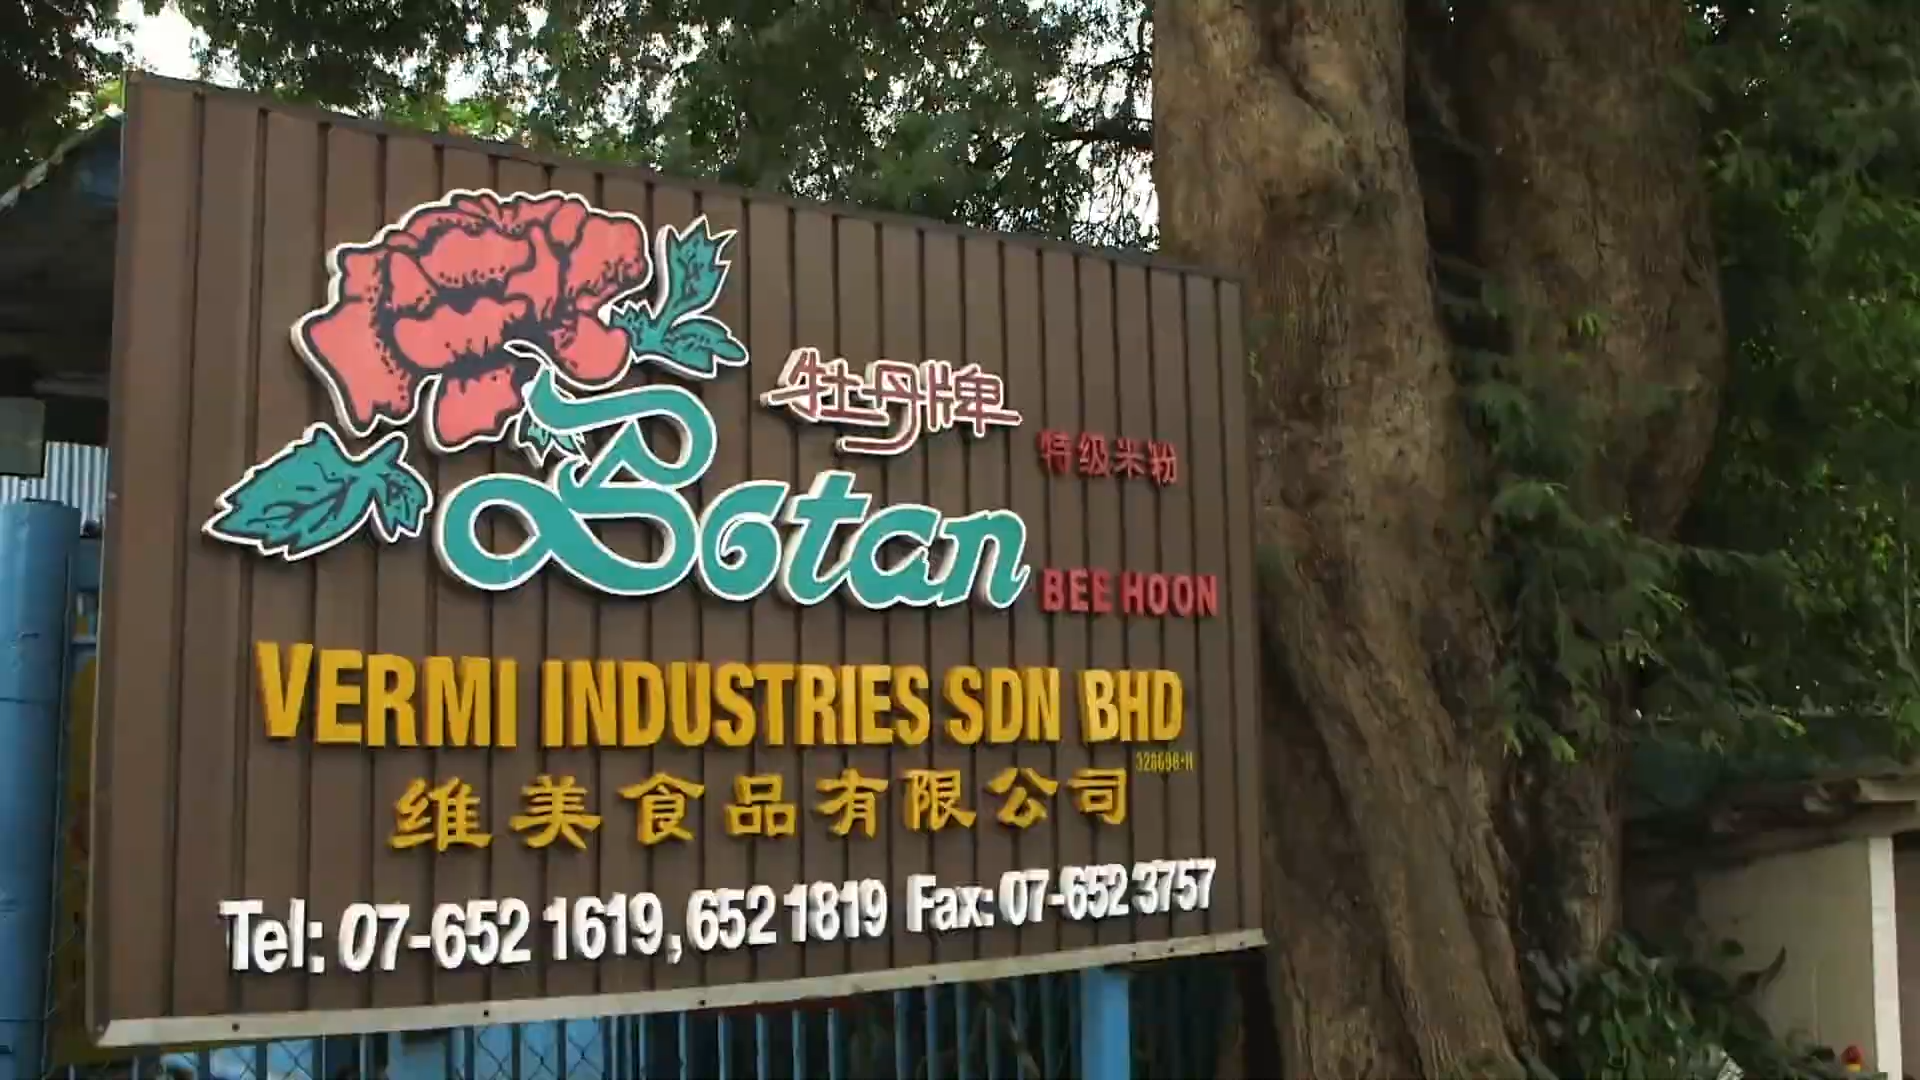 牡丹牌
特级米粉
Botan
BEE HOON
VERMI INDUSTRIES SDN BHD
328698-H
维美食品有限公司
Tel: 07-652 1619, 652 1819 Fax: 07-652 3757